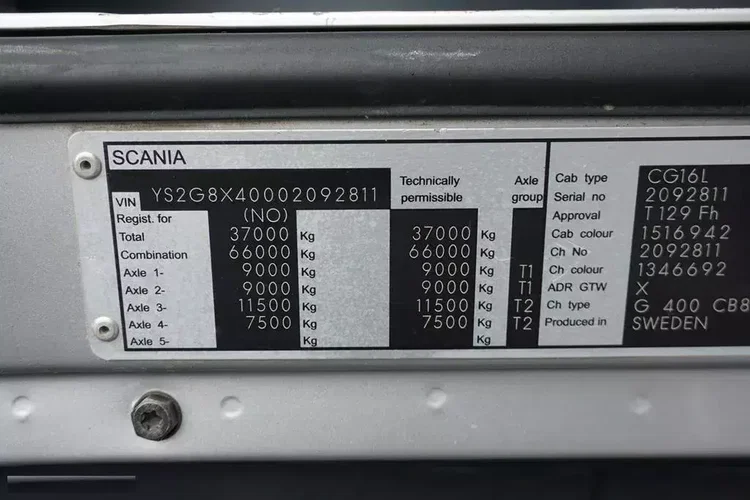 SCANIA
VIN YS2G8X40002092811 Technically permissible Axle group Cab type CG16L
Serial no 2092811
Regist. for (NO) Approval T129 Fh
Total 37000 Kg 37000 Kg Cab colour 1516942
Combination 66000 Kg 66000 Kg Ch No 2092811
Axle 1- 9000 Kg 9000 Kg T1 Ch colour 1346692
Axle 2- 9000 Kg 9000 Kg T1 ADR GTW X
Axle 3- 11500 Kg 11500 Kg T2 Ch type G 400 CB8
Axle 4- 7500 Kg 7500 Kg T2 Produced in SWEDEN
Axle 5- Kg Kg